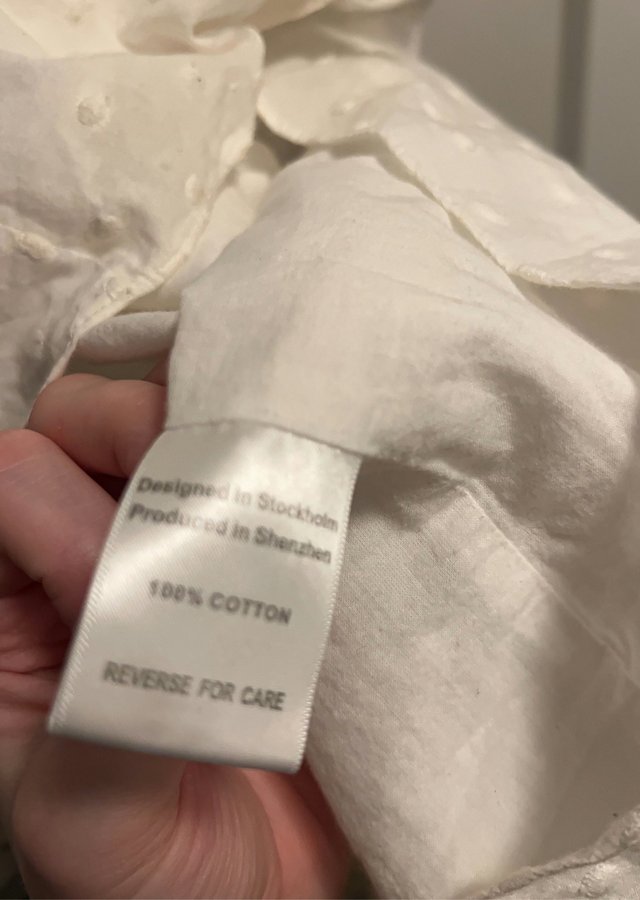 Designed in Stockholm
Produced in Shenzhen
100% COTTON
REVERSE FOR CARE